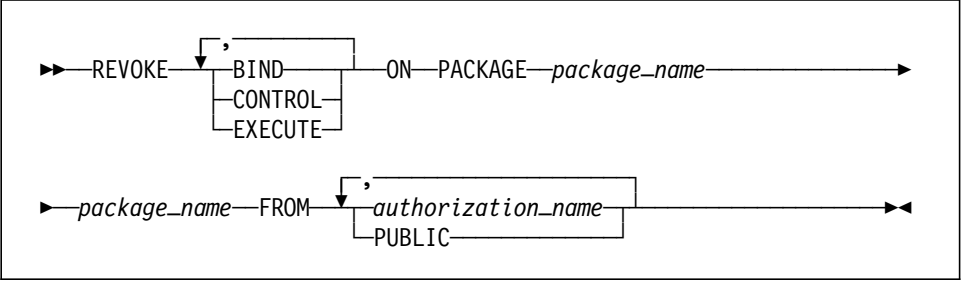 ,
REVOKE BIND ON PACKAGE package_name
CONTROL
EXECUTE
,
package_name FROM authorization_name
PUBLIC